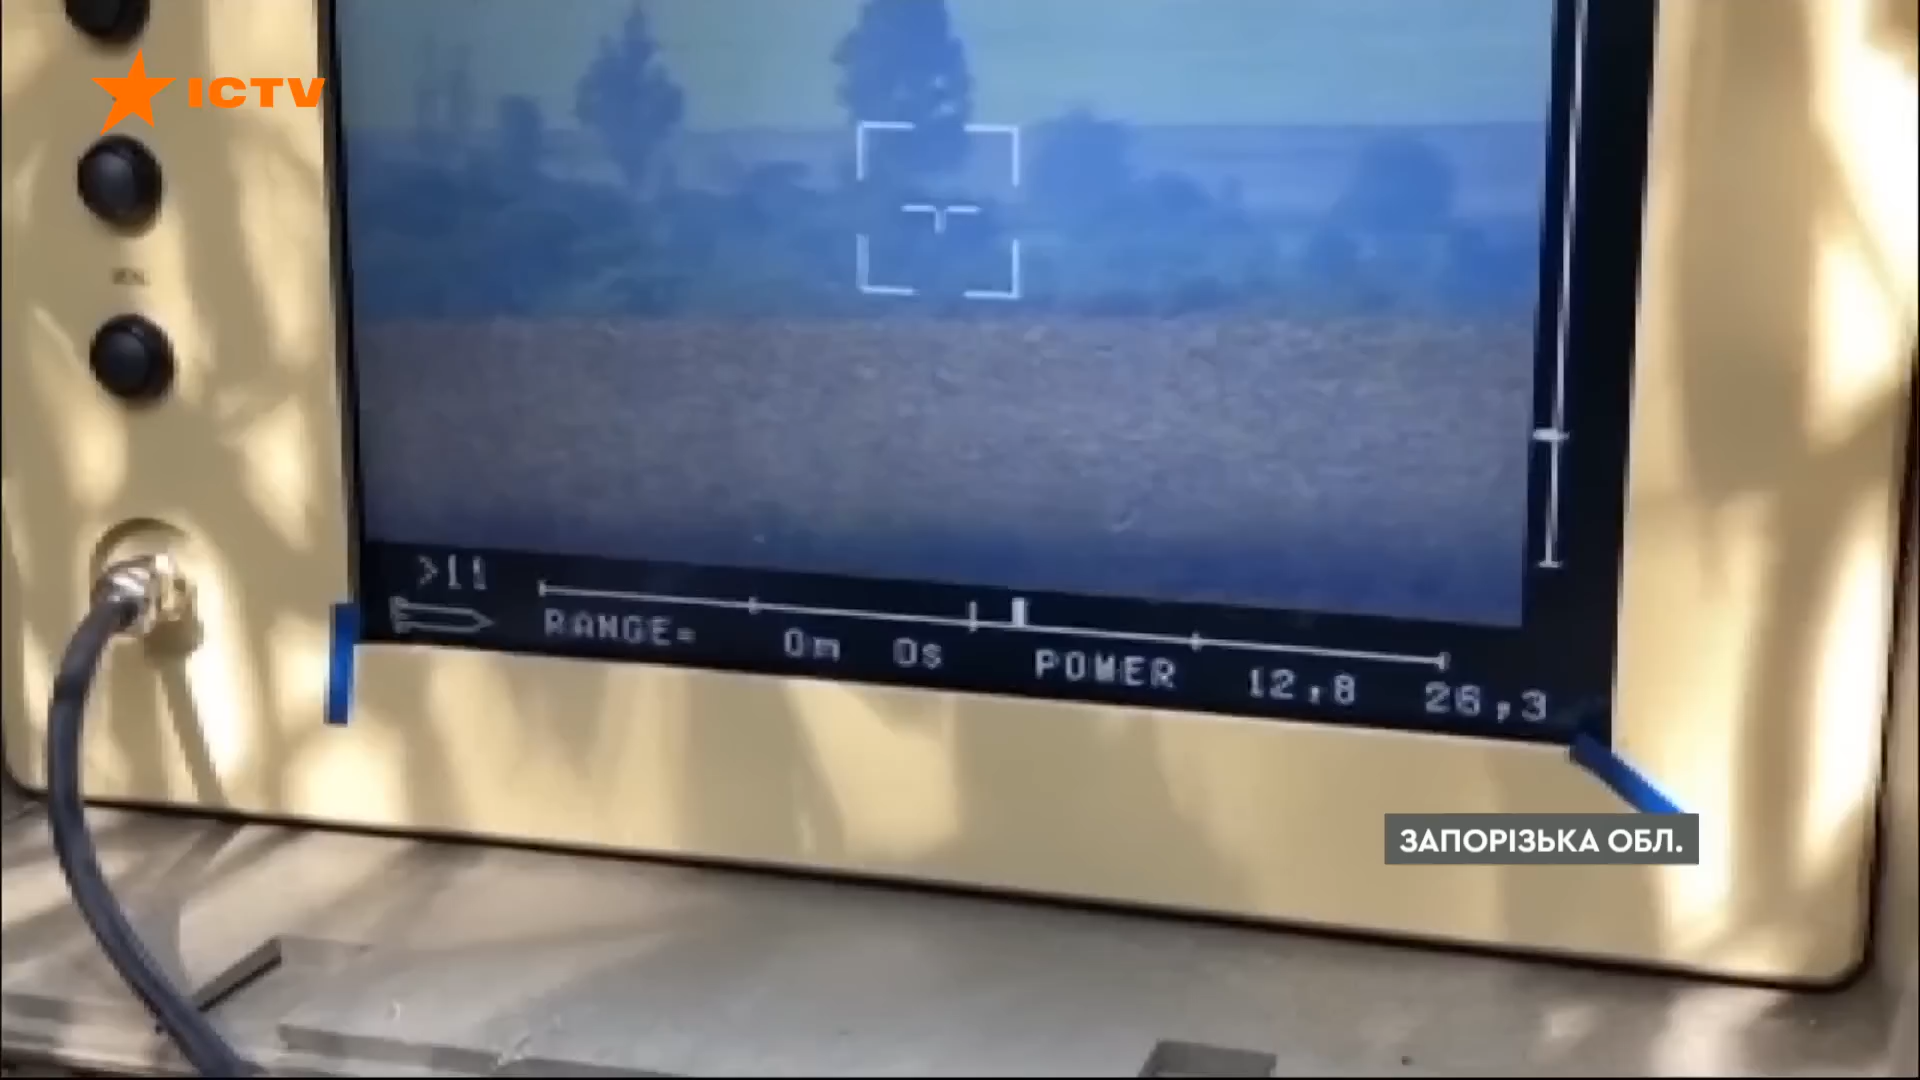 ICTV
>11
RANGE= 0m 0s POWER 12,8 26,3
ЗАПОРІЗЬКА ОБЛ.